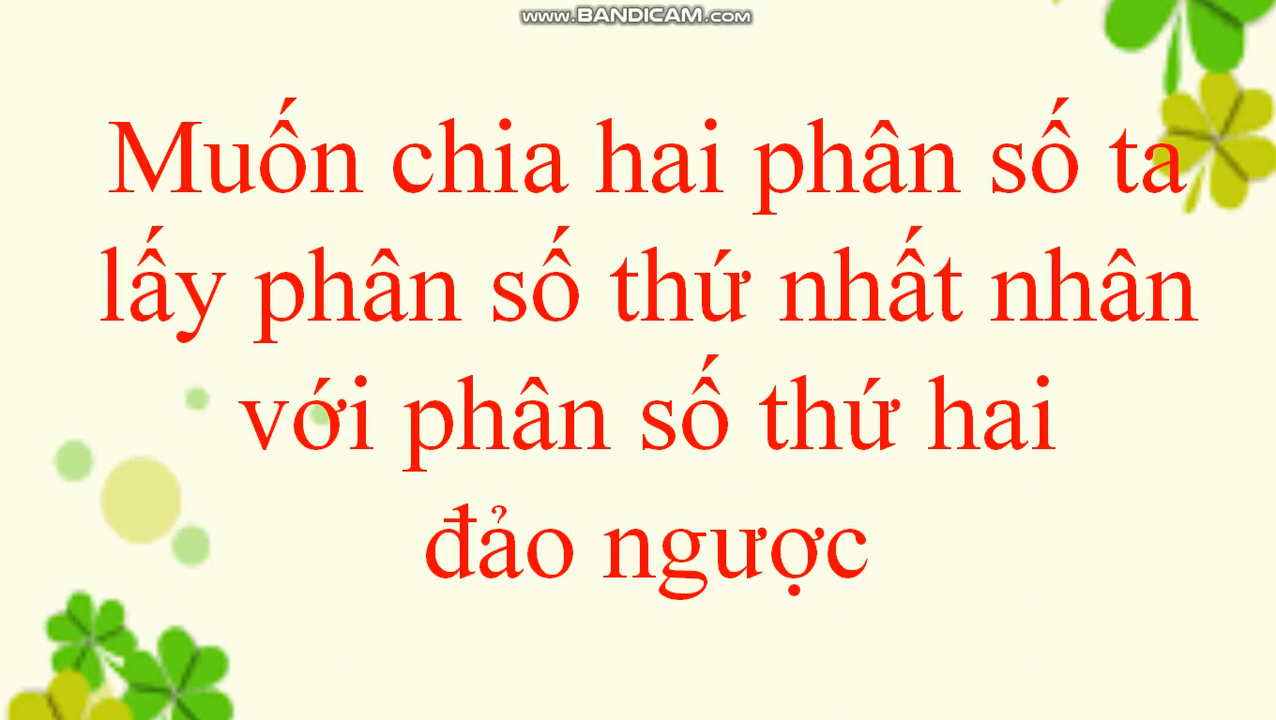 www.BANDICAM.com
Muốn chia hai phân số ta
lấy phân số thứ nhất nhân
với phân số thứ hai
đảo ngược